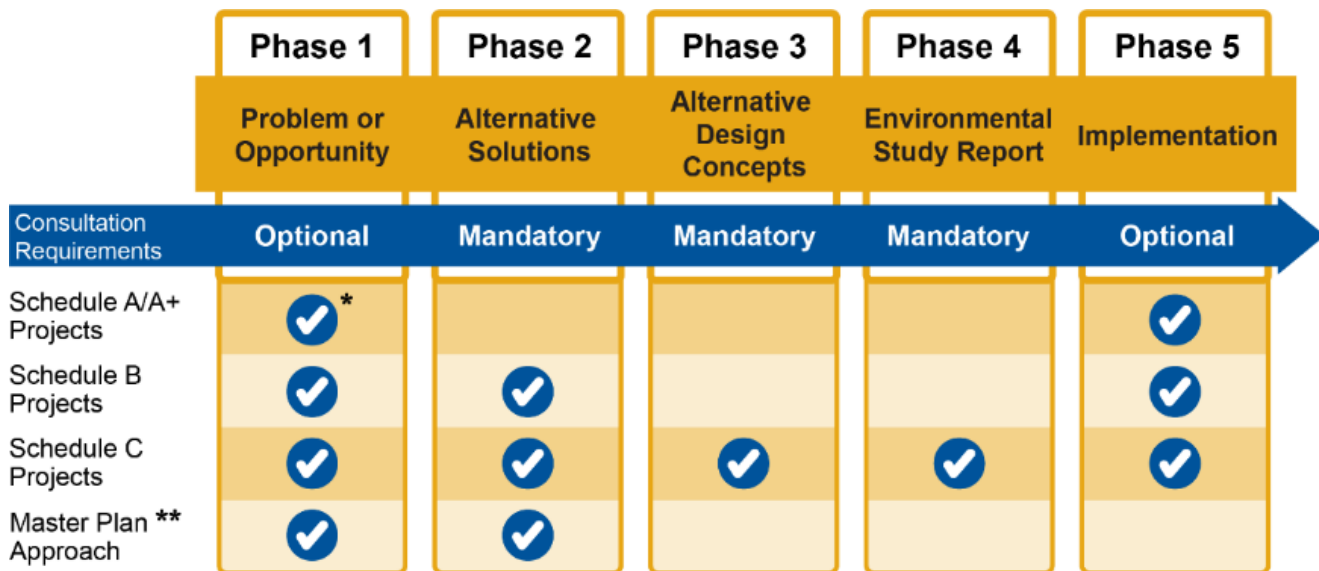 Phase 1 Phase 2 Phase 3 Phase 4 Phase 5
Problem or
Opportunity
Alternative
Solutions
Alternative
Design
Concepts
Environmental
Study Report
Implementation
Consultation
Requirements
Optional Mandatory Mandatory Mandatory Optional
Schedule A/A+
Projects
*
Schedule B
Projects
Schedule C
Projects
Master Plan **
Approach